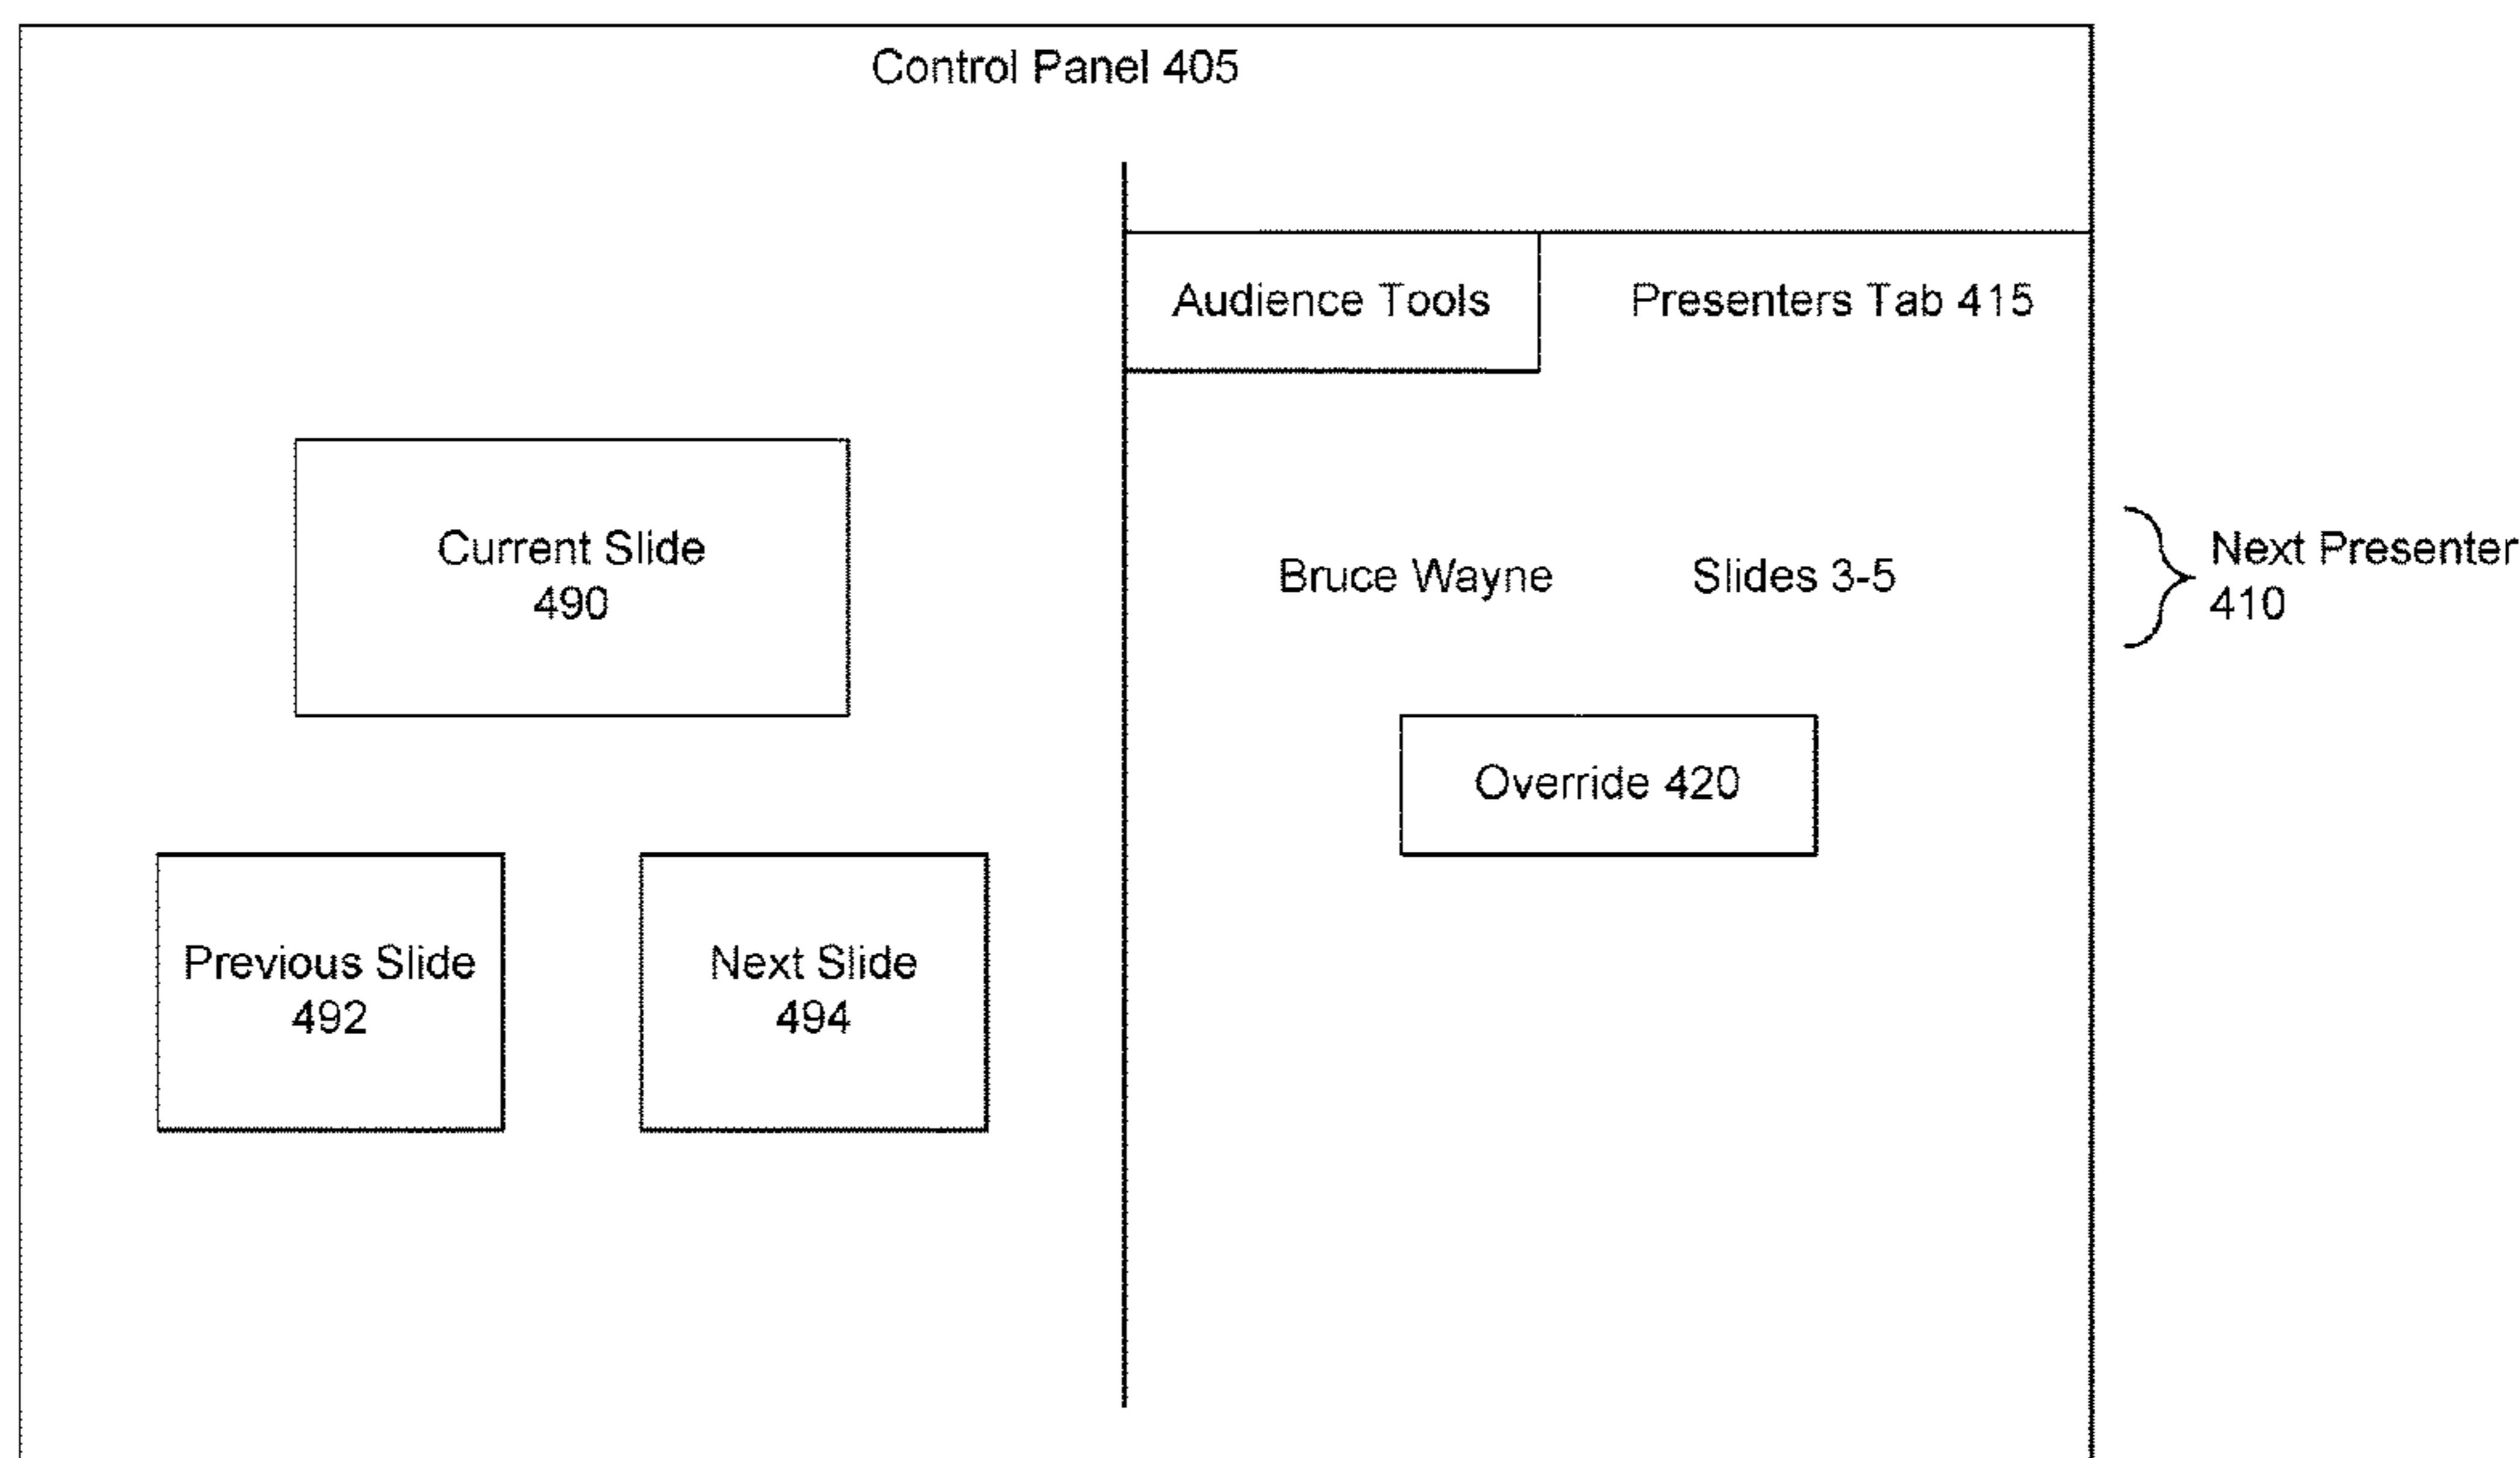 Control Panel 405
Audience Tools
Presenters Tab 415
Current Slide
490
Bruce Wayne
Slides 3-5
Next Presenter
410
Override 420
Previous Slide
492
Next Slide
494